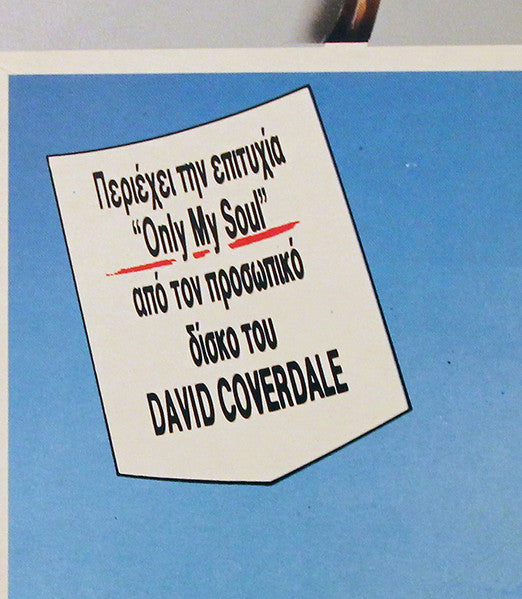 Περιέχει την επιτυχία
“Only My Soul”
από τον προσωπικό
δίσκο του
DAVID COVERDALE